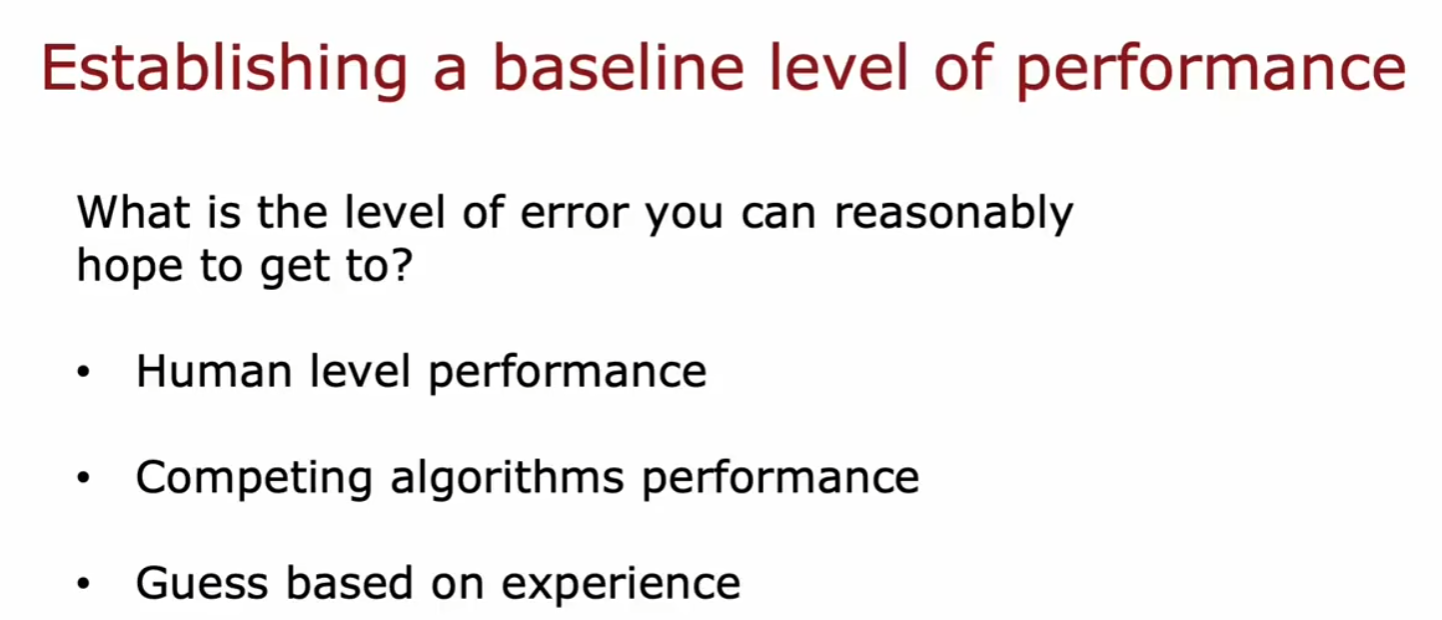 Establishing a baseline level of performance
What is the level of error you can reasonably
hope to get to?
• Human level performance
• Competing algorithms performance
• Guess based on experience